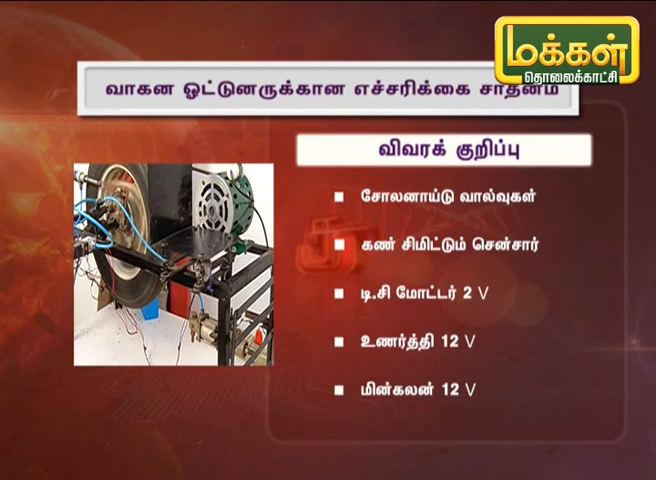 மக்கள்
தொலைக்காட்சி
வாகன ஓட்டுனருக்கான எச்சரிக்கை சாதனம்
விவரக் குறிப்பு
சோலனாய்டு வால்வுகள்
கண் சிமிட்டும் சென்சார்
டி.சி மோட்டர் 2 V
உணர்த்தி 12 V
மின்கலன் 12 V